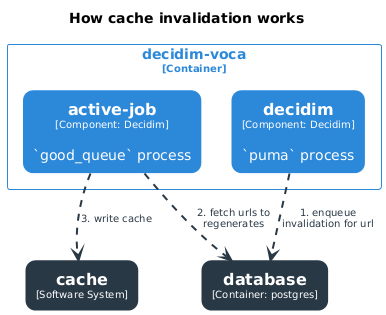 How cache invalidation works
decidim-voca
[Container]
active-job
[Component: Decidim]
`good_queue` process
decidim
[Component: Decidim]
`puma` process
3. write cache
2. fetch urls to
regenerates
1. enqueue
invalidation for url
cache
[Software System]
database
[Container: postgres]